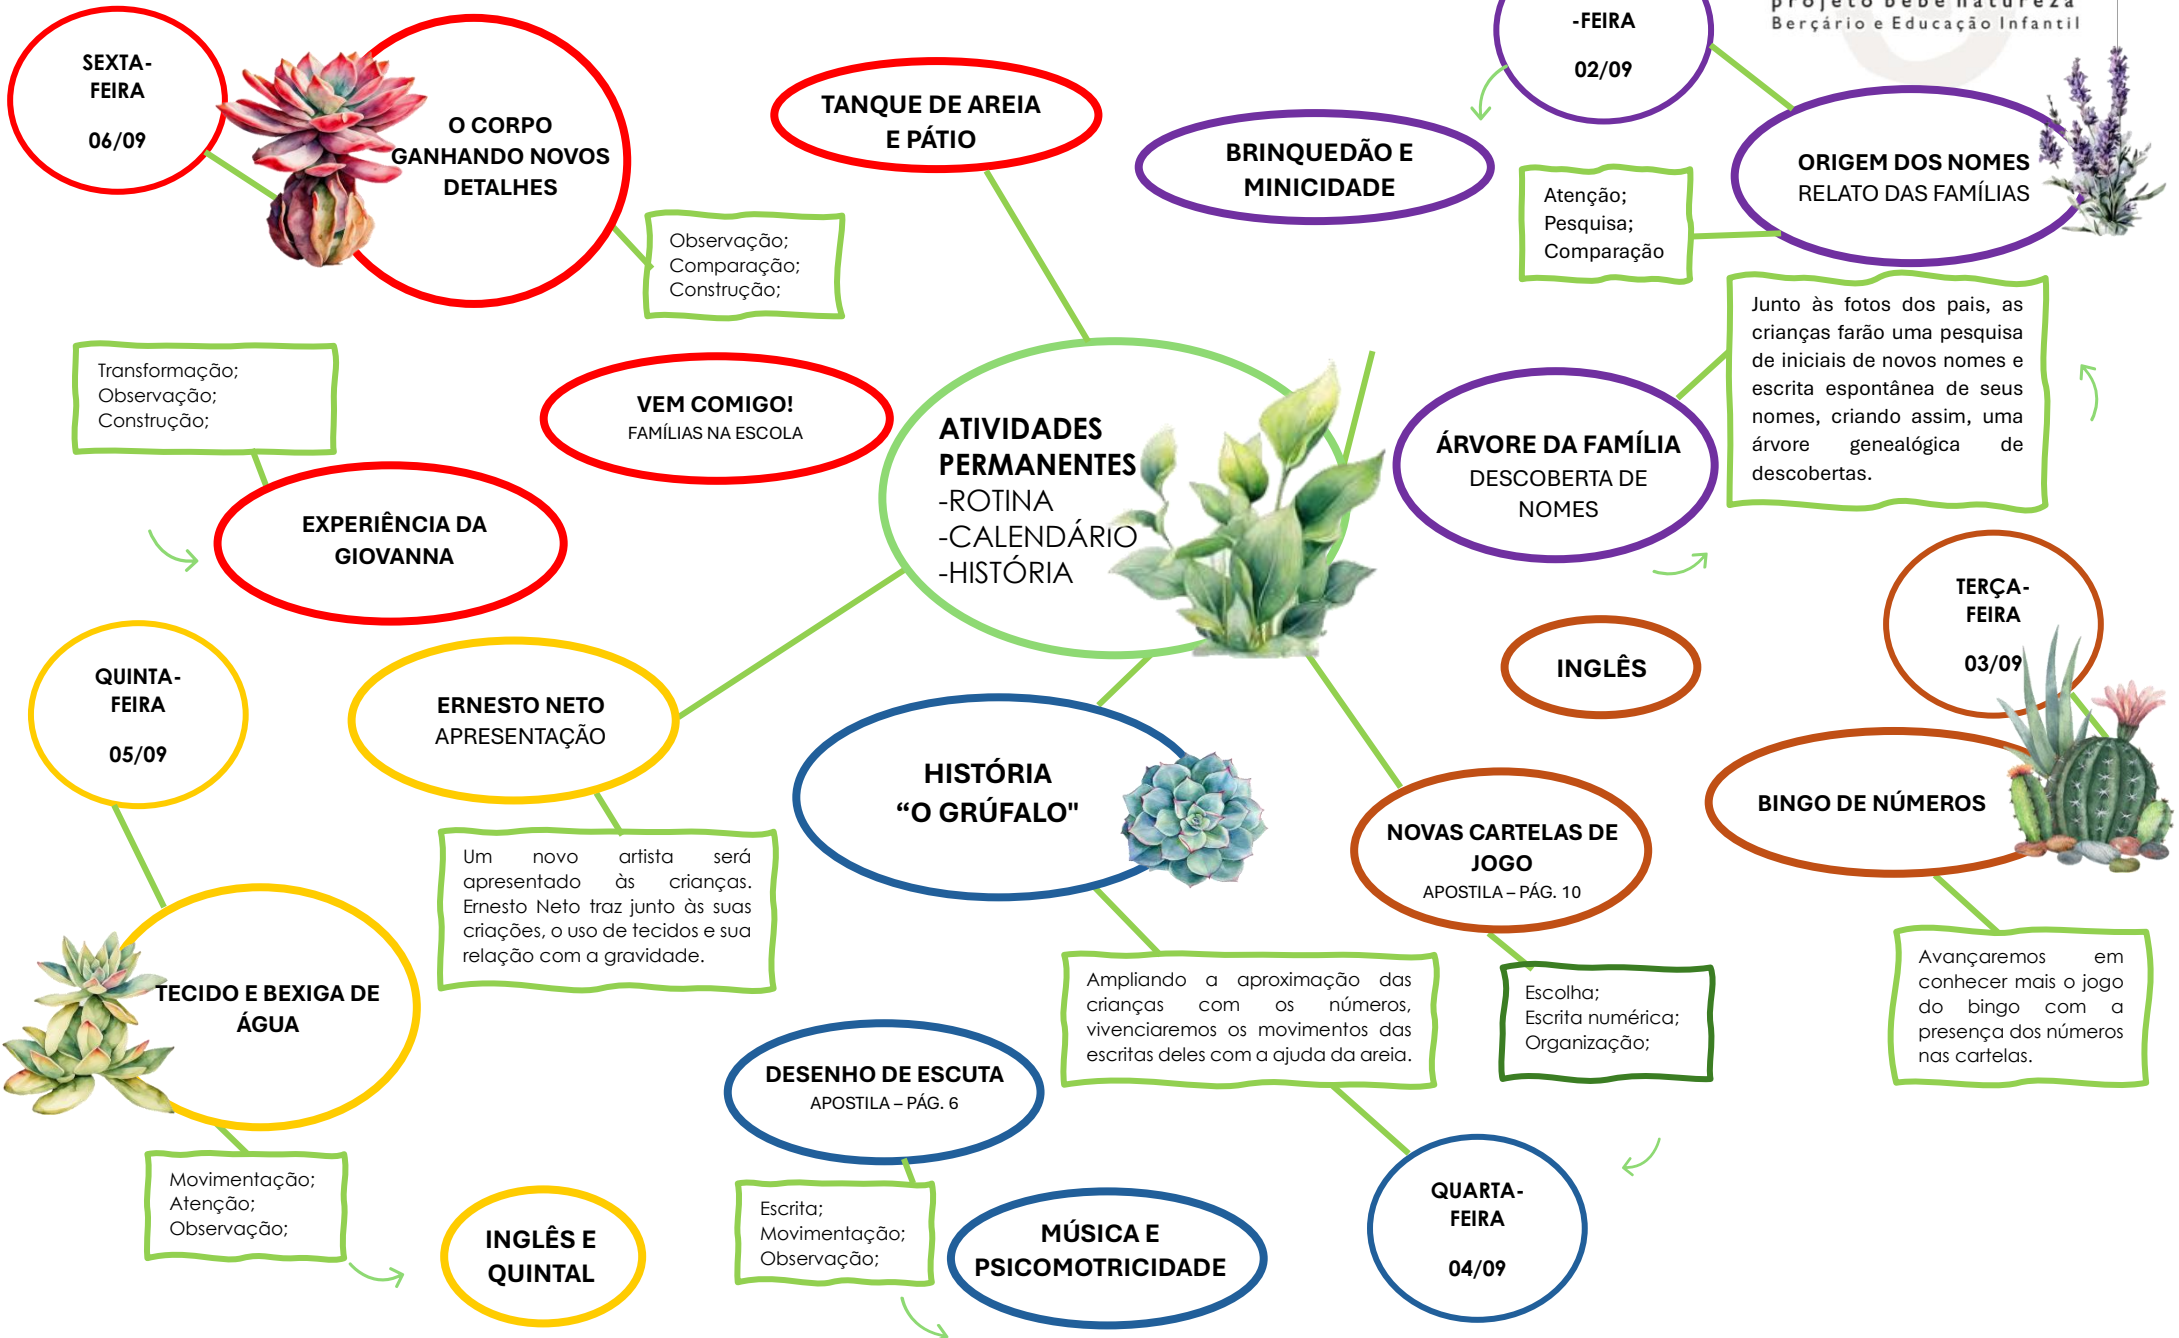 projeto bebê natureza
Berçário e Educação Infantil
-FEIRA
02/09
ORIGEM DOS NOMES
RELATO DAS FAMÍLIAS
Atenção;
Pesquisa;
Comparação
BRINQUEDÃO E
MINICIDADE
Junto às fotos dos pais, as
crianças farão uma pesquisa
de iniciais de novos nomes e
escrita espontânea de seus
nomes, criando assim, uma
árvore genealógica de
descobertas.
ÁRVORE DA FAMÍLIA
DESCOBERTA DE
NOMES
TERÇA-
FEIRA
03/09
INGLÊS
BINGO DE NÚMEROS
Avançaremos em
conhecer mais o jogo
do bingo com a
presença dos números
nas cartelas.
NOVAS CARTELAS DE
JOGO
APOSTILA – PÁG. 10
Escolha;
Escrita numérica;
Organização;
QUARTA-
FEIRA
04/09
HISTÓRIA
“O GRÚFALO"
Ampliando a aproximação das
crianças com os números,
vivenciaremos os movimentos das
escritas deles com a ajuda da areia.
DESENHO DE ESCUTA
APOSTILA – PÁG. 6
Escrita;
Movimentação;
Observação;
MÚSICA E
PSICOMOTRICIDADE
QUINTA-
FEIRA
05/09
ERNESTO NETO
APRESENTAÇÃO
Um novo artista será
apresentado às crianças.
Ernesto Neto traz junto às suas
criações, o uso de tecidos e sua
relação com a gravidade.
TECIDO E BEXIGA DE
ÁGUA
Movimentação;
Atenção;
Observação;
INGLÊS E
QUINTAL
SEXTA-
FEIRA
06/09
O CORPO
GANHANDO NOVOS
DETALHES
Observação;
Comparação;
Construção;
TANQUE DE AREIA
E PÁTIO
VEM COMIGO!
FAMÍLIAS NA ESCOLA
Transformação;
Observação;
Construção;
EXPERIÊNCIA DA
GIOVANNA
ATIVIDADES
PERMANENTES
-ROTINA
-CALENDÁRIO
-HISTÓRIA